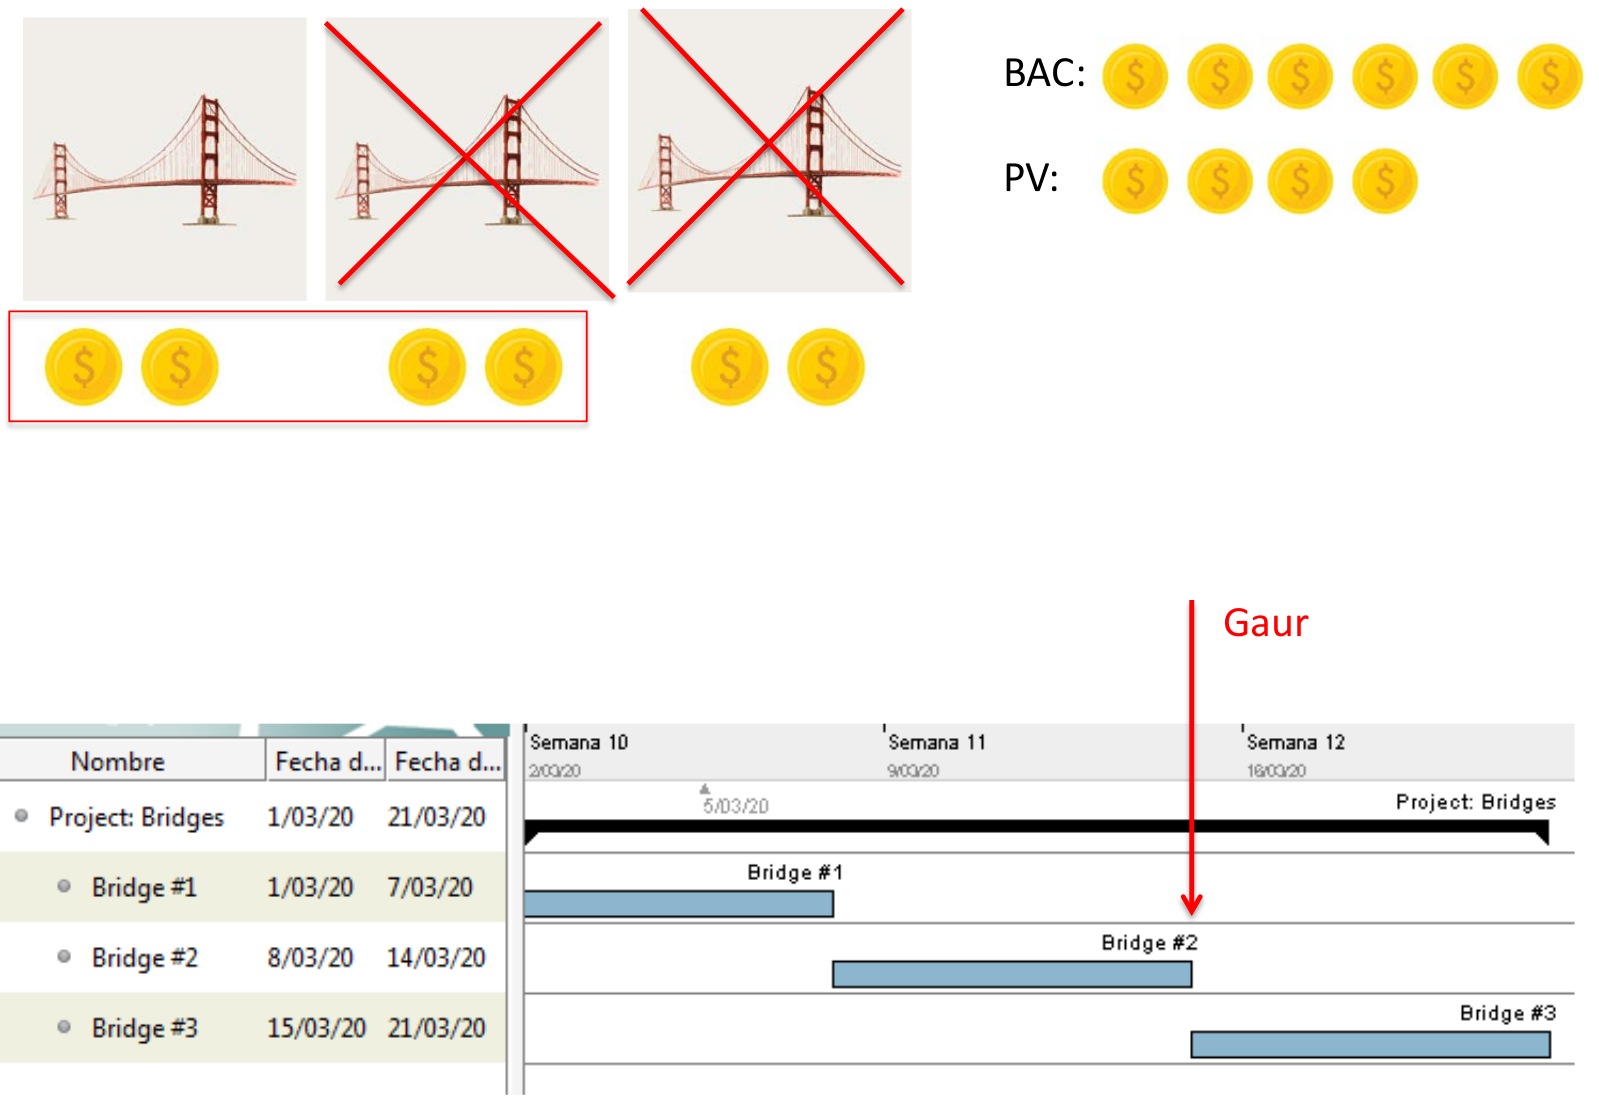 BAC:
PV:
Gaur
Nombre Fecha d... Fecha d...
Semana 10 Semana 11 Semana 12
2/03/20 9/03/20 16/03/20
5/03/20
Project: Bridges 1/03/20 21/03/20 Project: Bridges
Bridge #1 1/03/20 7/03/20 Bridge #1
Bridge #2 8/03/20 14/03/20 Bridge #2
Bridge #3 15/03/20 21/03/20 Bridge #3